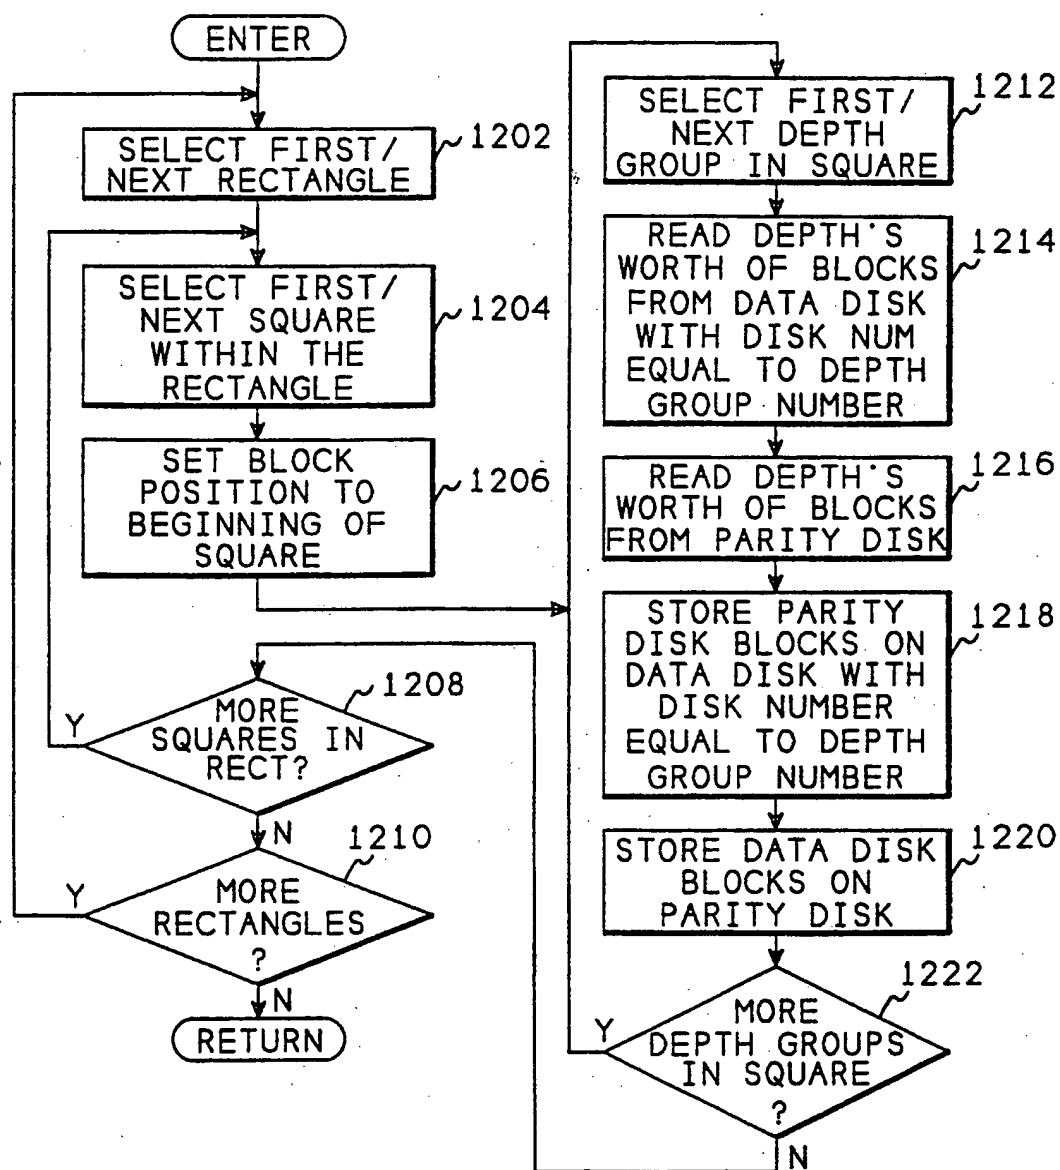 ENTER
SELECT FIRST/
NEXT RECTANGLE
1202
SELECT FIRST/
NEXT SQUARE
WITHIN THE
RECTANGLE
1204
SET BLOCK
POSITION TO
BEGINNING OF
SQUARE
1206
MORE
SQUARES IN
RECT?
1208
Y
N
MORE
RECTANGLES
?
1210
Y
N
RETURN
SELECT FIRST/
NEXT DEPTH
GROUP IN SQUARE
1212
READ DEPTH'S
WORTH OF BLOCKS
FROM DATA DISK
WITH DISK NUM
EQUAL TO DEPTH
GROUP NUMBER
1214
READ DEPTH'S
WORTH OF BLOCKS
FROM PARITY DISK
1216
STORE PARITY
DISK BLOCKS ON
DATA DISK WITH
DISK NUMBER
EQUAL TO DEPTH
GROUP NUMBER
1218
STORE DATA DISK
BLOCKS ON
PARITY DISK
1220
MORE
DEPTH GROUPS
IN SQUARE
?
1222
Y
N